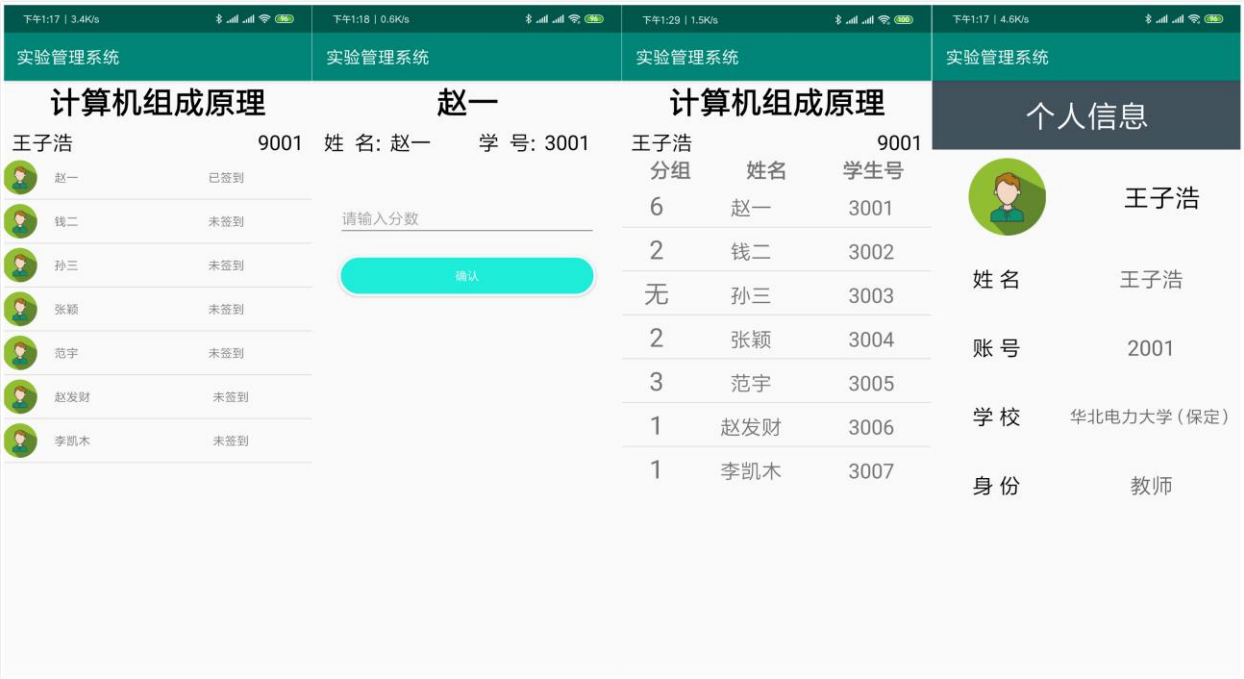 下午1:17 | 3.4K/s 96
实验管理系统
计算机组成原理
王子浩 9001
赵一 已签到
钱二 未签到
孙三 未签到
张颖 未签到
范宇 未签到
赵发财 未签到
李凯木 未签到
下午1:18 | 0.6K/s 96
实验管理系统
赵一
姓 名: 赵一 学 号: 3001
请输入分数
确认
下午1:29 | 1.5K/s 100
实验管理系统
计算机组成原理
王子浩 9001
分组 姓名 学生号
6 赵一 3001
2 钱二 3002
无 孙三 3003
2 张颖 3004
3 范宇 3005
1 赵发财 3006
1 李凯木 3007
下午1:17 | 4.6K/s 96
实验管理系统
个人信息
王子浩
姓 名 王子浩
账 号 2001
学 校 华北电力大学(保定)
身 份 教师